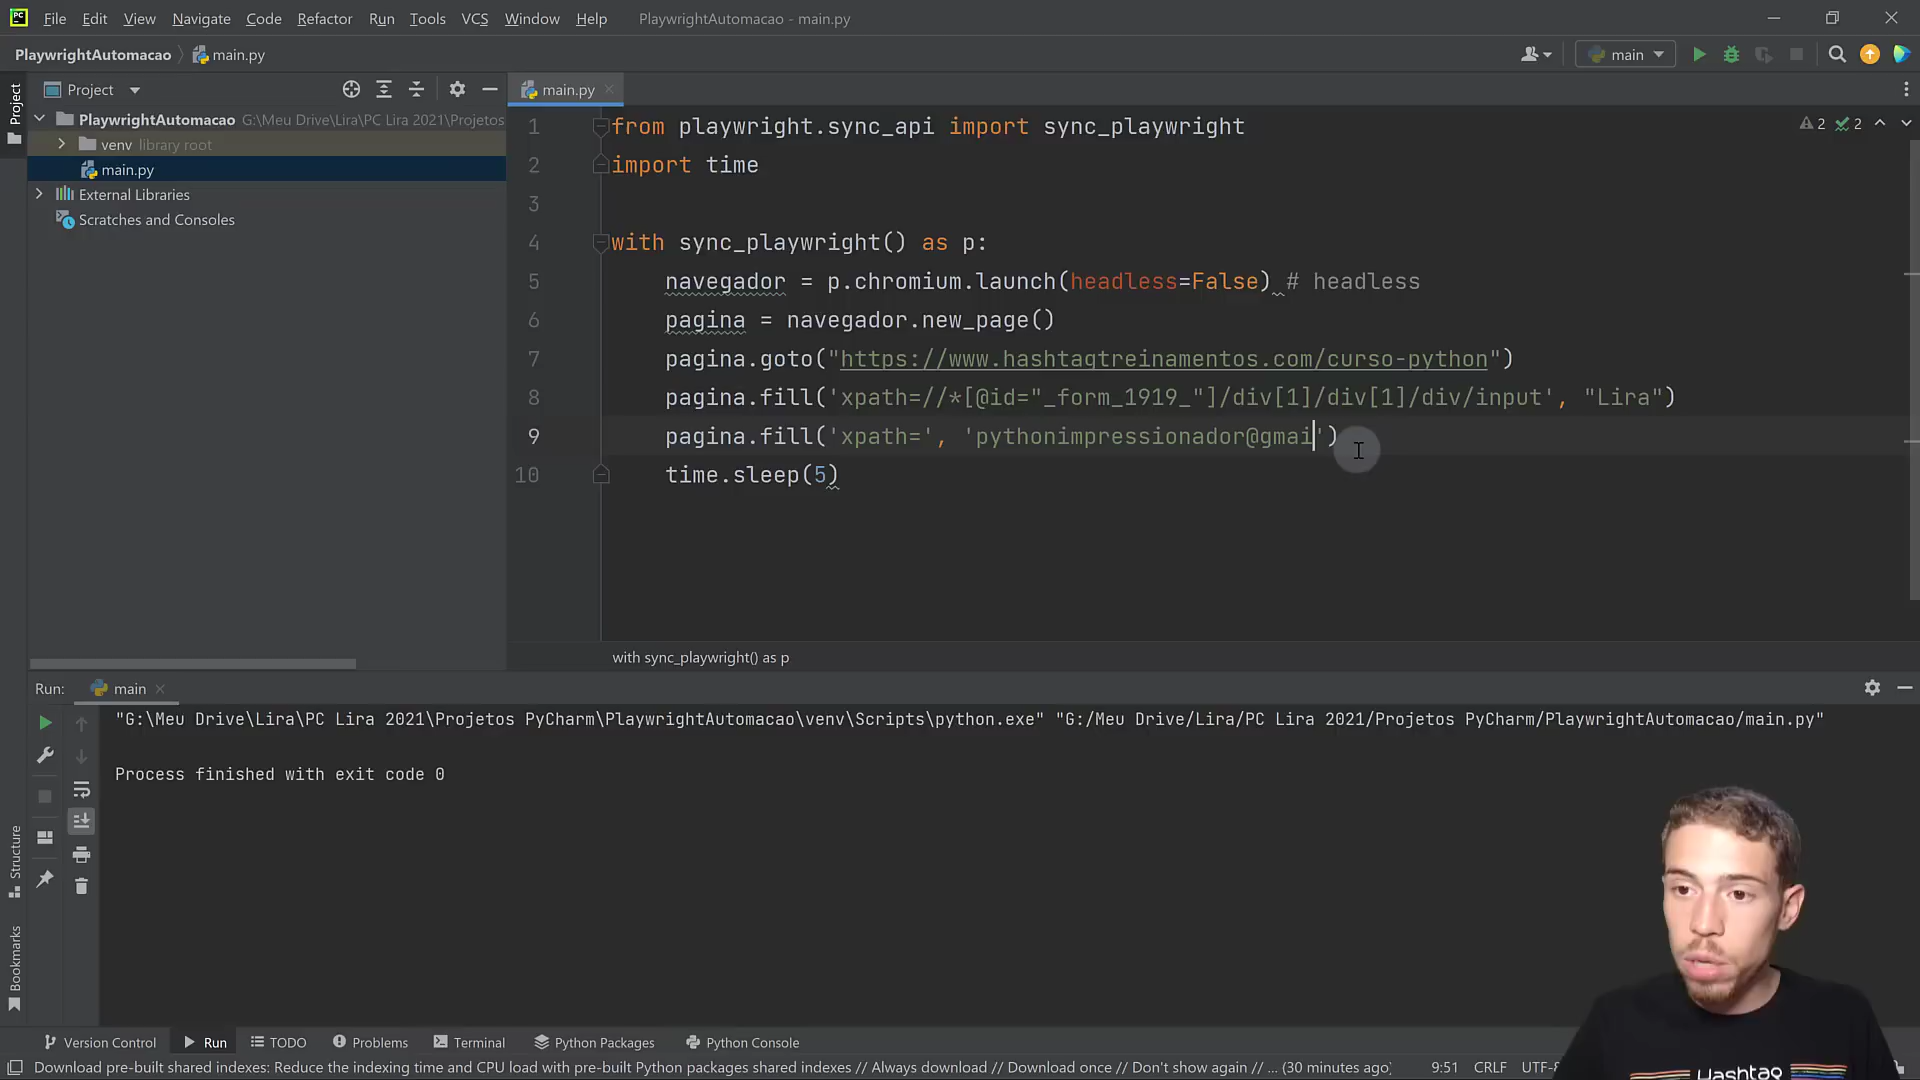 File Edit View Navigate Code Refactor Run Tools VCS Window Help PlaywrightAutomacao - main.py
PlaywrightAutomacao main.py
main
Project
main.py
PlaywrightAutomacao G:\Meu Drive\Lira\PC Lira 2021\Projetos
venv library root
main.py
External Libraries
Scratches and Consoles
Project
2 2
1 from playwright.sync_api import sync_playwright
2 import time
3
4 with sync_playwright() as p:
5 navegador = p.chromium.launch(headless=False) # headless
6 pagina = navegador.new_page()
7 pagina.goto("https://www.hashtagtreinamentos.com/curso-python")
8 pagina.fill('xpath=//*[@id="_form_1919_"]/div[1]/div[1]/div/input', "Lira")
9 pagina.fill('xpath=', 'pythonimpressionador@gmai')
10 time.sleep(5)
with sync_playwright() as p
Run: main
"G:\Meu Drive\Lira\PC Lira 2021\Projetos PyCharm\PlaywrightAutomacao\venv\Scripts\python.exe" "G:/Meu Drive/Lira/PC Lira 2021/Projetos PyCharm/PlaywrightAutomacao/main.py"
Process finished with exit code 0
Structure
Bookmarks
Version Control Run TODO Problems Terminal Python Packages Python Console
Download pre-built shared indexes: Reduce the indexing time and CPU load with pre-built Python packages shared indexes // Always download // Download once // Don't show again // ... (30 minutes ago) 9:51 CRLF UTF-8
Hashtag